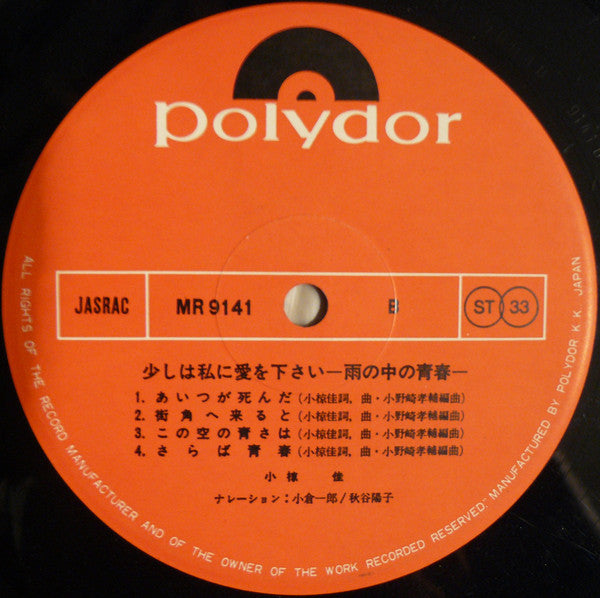 polydor
JASRAC MR 9141 B ST 33
少しは私に愛を下さい―雨の中の青春―
1. あいつが死んだ(小椋佳詞, 曲・小野崎孝輔編曲)
2. 街角へ来ると(小椋佳詞, 曲・小野崎孝輔編曲)
3. この空の青さは(小椋佳詞, 曲・小野崎孝輔編曲)
4. さらば青春(小椋佳詞, 曲・小野崎孝輔編曲)
小椋 佳
ナレーション:小倉一郎/秋谷陽子
ALL RIGHTS OF THE RECORD MANUFACTURER AND OF THE OWNER OF THE WORK RECORDED RESERVED. MANUFACTURED BY POLYDOR K. K. JAPAN